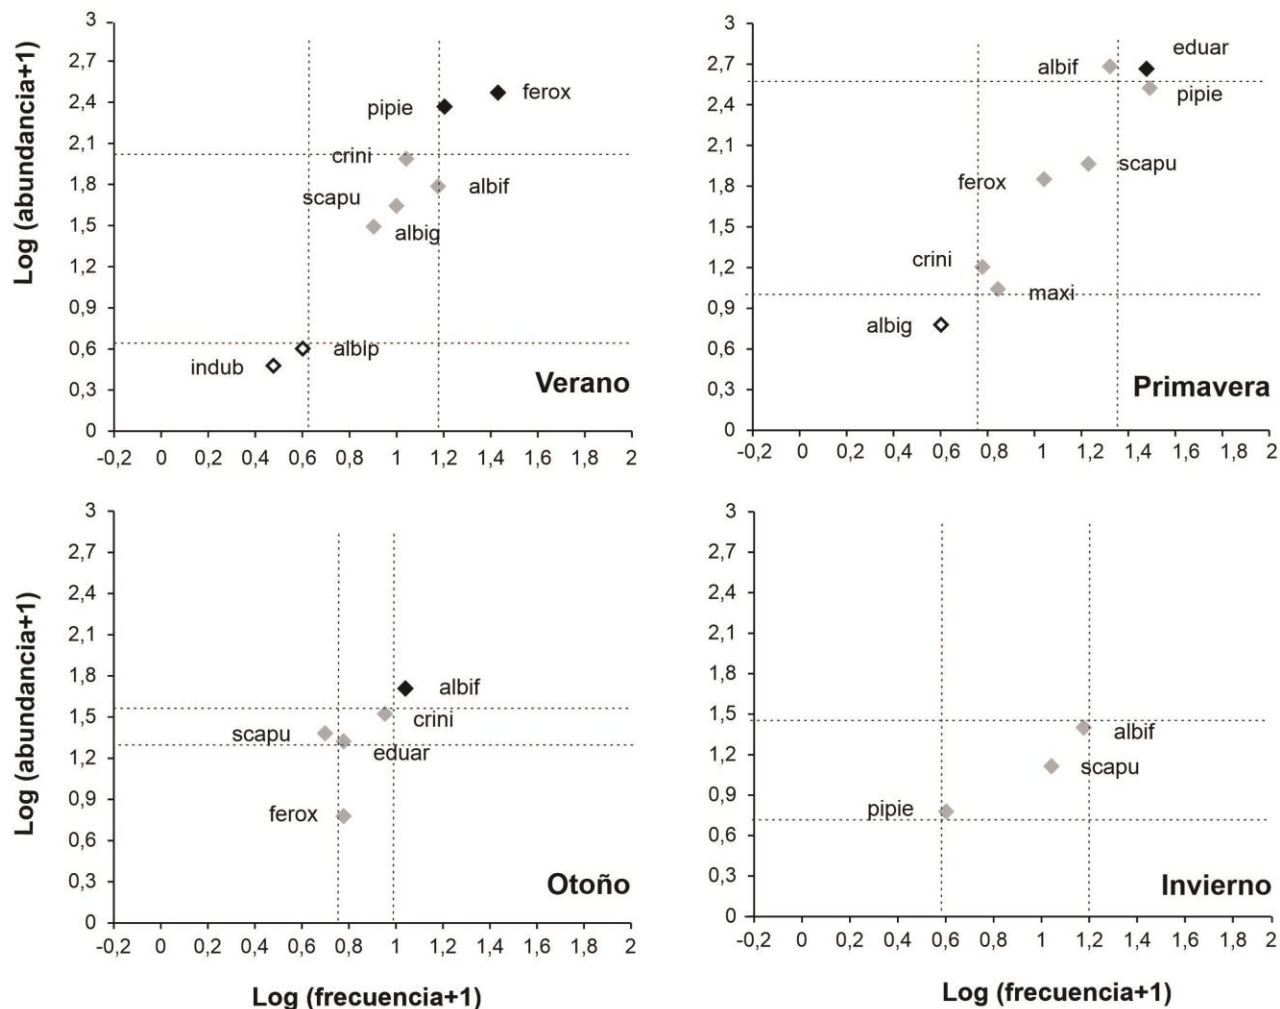 Log (abundancia+1)
3
2,7
2,4
2,1
1,8
1,5
1,2
0,9
0,6
0,3
0
ferox
pipie
crini
albif
scapu
albig
albip
indub
Verano
-0,2 0 0,2 0,4 0,6 0,8 1 1,2 1,4 1,6 1,8 2
3
2,7
2,4
2,1
1,8
1,5
1,2
0,9
0,6
0,3
0
eduar
albif
pipie
scapu
ferox
crini
maxi
albig
Primavera
-0,2 0 0,2 0,4 0,6 0,8 1 1,2 1,4 1,6 1,8 2
Log (abundancia+1)
3
2,7
2,4
2,1
1,8
1,5
1,2
0,9
0,6
0,3
0
albif
crini
scapu
eduar
ferox
Otoño
-0,2 0 0,2 0,4 0,6 0,8 1 1,2 1,4 1,6 1,8 2
Log (frecuencia+1)
3
2,7
2,4
2,1
1,8
1,5
1,2
0,9
0,6
0,3
0
albif
scapu
pipie
Invierno
-0,2 0 0,2 0,4 0,6 0,8 1 1,2 1,4 1,6 1,8 2
Log (frecuencia+1)